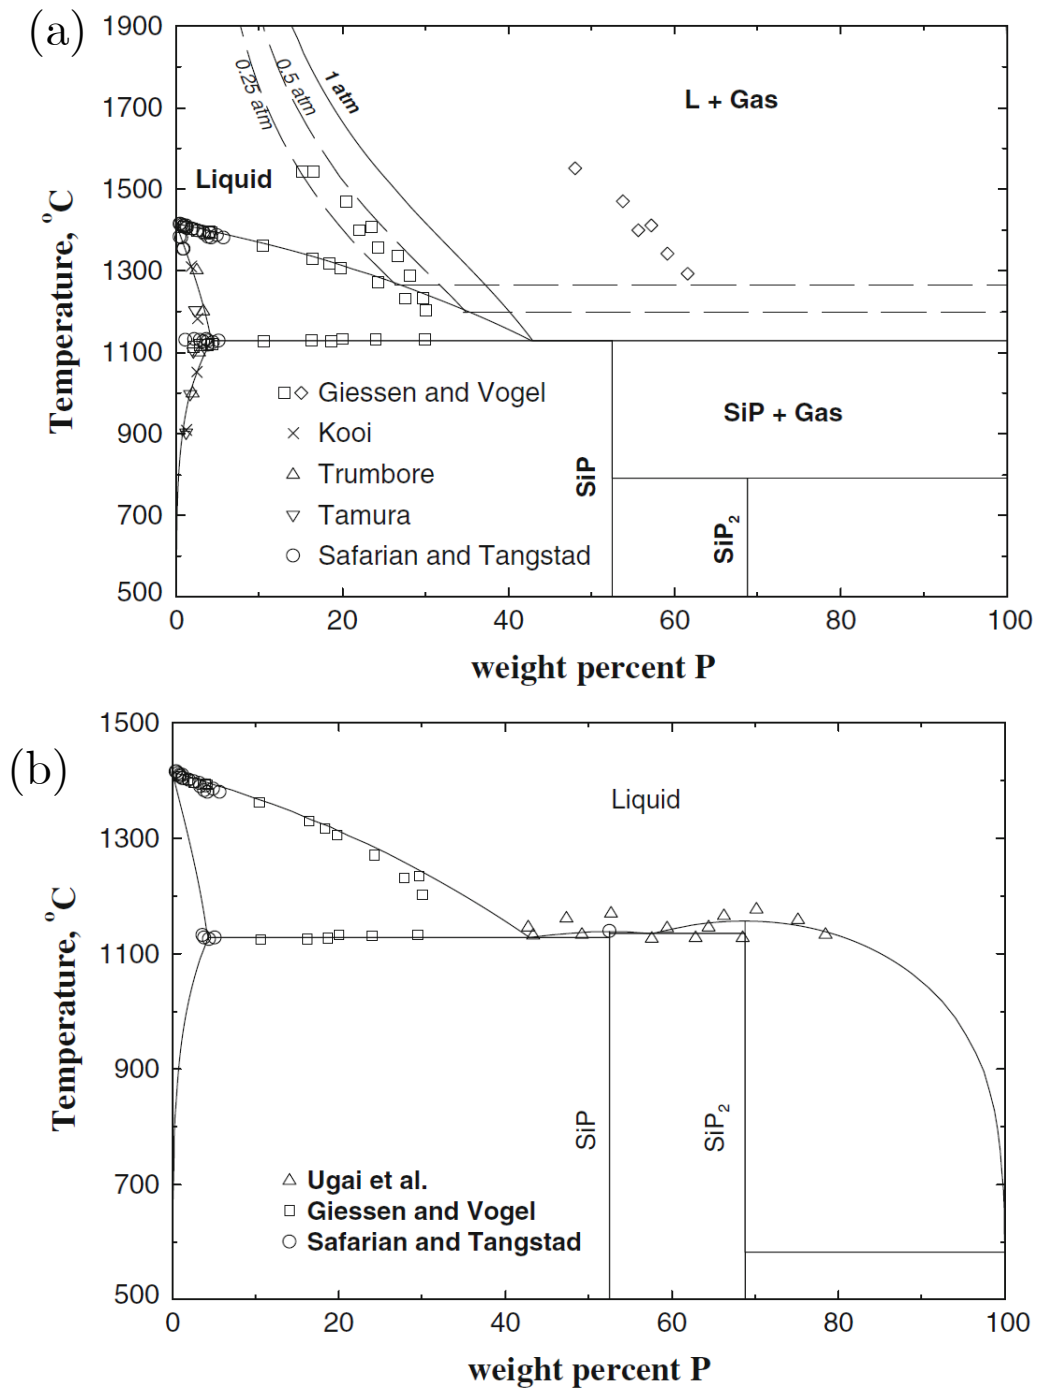 (a)
1900
1700
1500
1300
1100
900
700
500
Temperature, °C
0.25 atm
0.5 atm
1 atm
L + Gas
Liquid
SiP + Gas
SiP
SiP2
Giessen and Vogel
Kooi
Trumbore
Tamura
Safarian and Tangstad
0 20 40 60 80 100
weight percent P
(b)
1500
1300
1100
900
700
500
Temperature, °C
Liquid
SiP
SiP2
Ugai et al.
Giessen and Vogel
Safarian and Tangstad
0 20 40 60 80 100
weight percent P